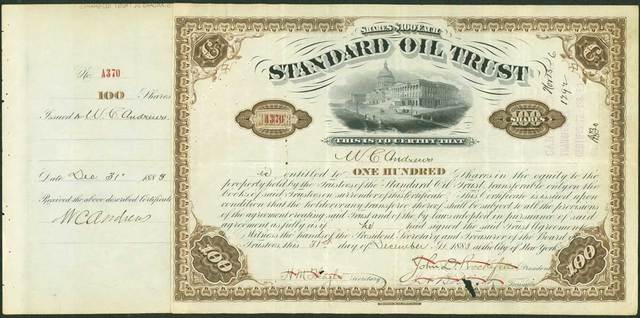 No A370
100 Shares
Issued to W. C. Andrews
Date Dec 31st 1883
Received the above described Certificate
W C Andrews
SHARES $100 EACH.
STANDARD OIL TRUST
A370
THIS IS TO CERTIFY THAT
W C Andrews
is entitled to ONE HUNDRED shares in the equity to the
property held by the Trustees of the Standard Oil Trust, transferable only on the
books of said Trustees on surrender of this Certificate. This Certificate is issued upon
condition that the holder or any transferee thereof shall be subject to all the provisions
of the agreement creating said Trust and of the by laws adopted in pursuance of said
agreement as fully as if he had signed the said Trust Agreement
Witness the hands of the President Secretary and Treasurer of the Board of
Trustees, this 31st day of December 1883 at the City of New York.
Secretary
John D. Rockefeller President
Treasurer
100
100